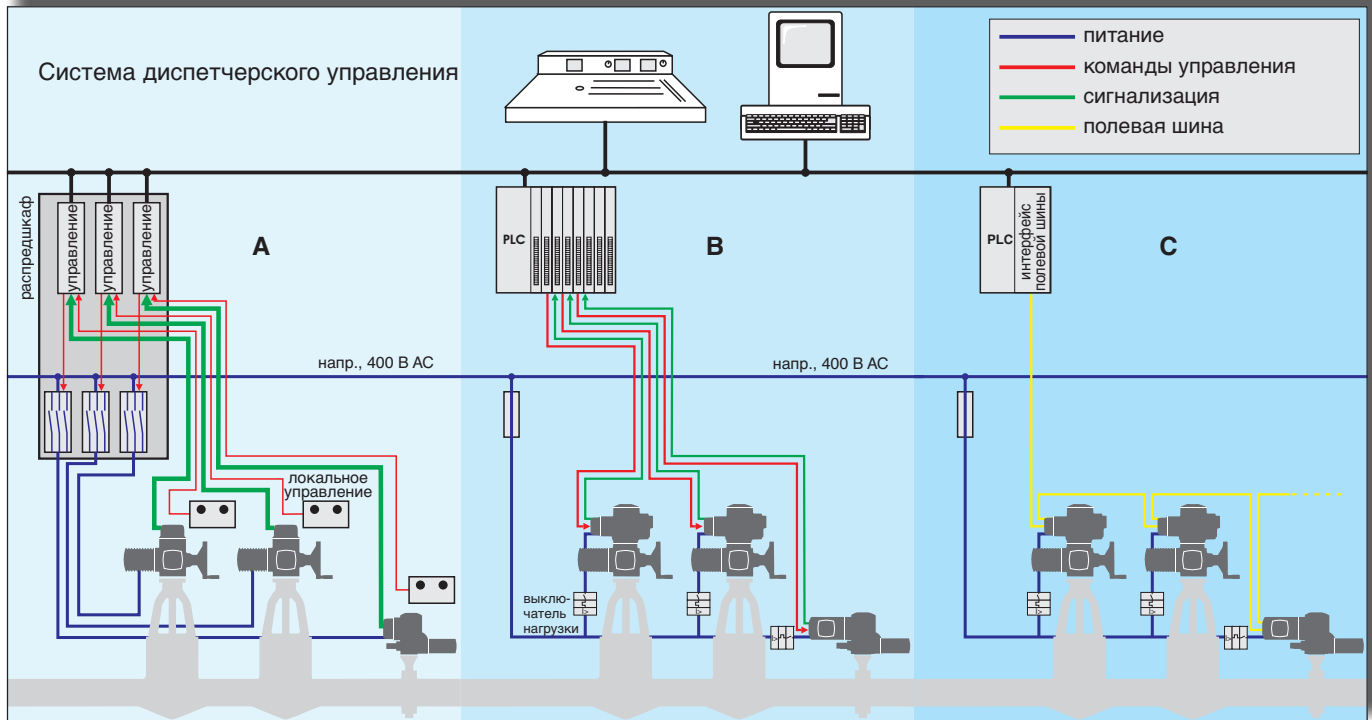 Система диспетчерского управления
питание
команды управления
сигнализация
полевая шина
распредшкаф
управление
управление
управление
A
PLC
B
PLC
интерфейс
полевой шины
C
напр., 400 В AC
напр., 400 В AC
локальное
управление
выклю-
чатель
нагрузки